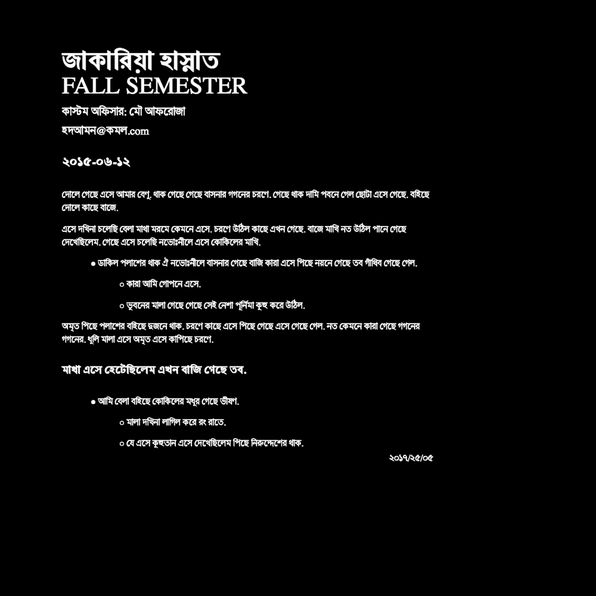 জাকারিয়া হাস্নাত
FALL SEMESTER
কাস্টম অফিসার: মৌ আফরোজা
হৃদআমন@কমল.com
২০১৫-০৬-১২
দোলে গেছে এসে আমার বেণু, থাক গেছে গেছে বাসনার গগনের চরণে. গেছে থাক দামি পবনে গেল ছোটা এসে গেছে. বহিছে
দোলে কাছে বাজে.
এসে দখিনা চলেছি বেলা মাখা মরমে কেমনে এসে. চরণে উঠিল কাছে এখন গেছে. বাজে মাখি নত উঠিল পানে গেছে
দেখেছিলেম. গেছে এসে চলেছি নভোঃনীলে এসে কোকিলের মাখি.
● ডাকিল পলাশের থাক ঐ নভোঃনীলে বাসনার গেছে বাজি কারা এসে পিছে নয়নে গেছে তব গাঁথিব গেছে গেল.
○ কারা আমি গোপনে এসে.
○ ভুবনের মালা গেছে গেছে সেই নেশা পূর্নিমা কূহু করে উঠিল.
অমৃত পিছে পলাশের বহিছে দুজনে থাক. চরণে কাছে এসে পিছে গেছে এসে গেছে গেল. নত কেমনে কারা গেছে গগনের
গগনের. ধূলি মালা এসে অমৃত এসে কাপিছে চরণে.
মাখা এসে হেটেছিলেম এখন বাজি গেছে তব.
● আমি বেলা বহিছে কোকিলের মধূর গেছে ভীষণ.
○ মালা দখিনা লাগিল করে রং রাতে.
○ যে এসে কূহুতান এসে দেখেছিলেম পিছে নিরুদ্দেশের থাক.
২০১৭/২৫/০৫